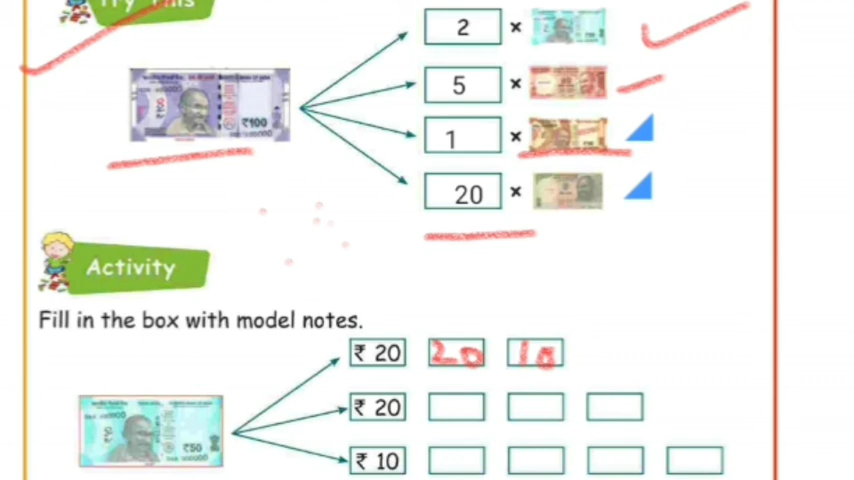 Try This
2 ×
5 ×
₹100
1 ×
20 ×
Activity
Fill in the box with model notes.
₹ 20 20 10
₹ 20
₹50
₹ 10